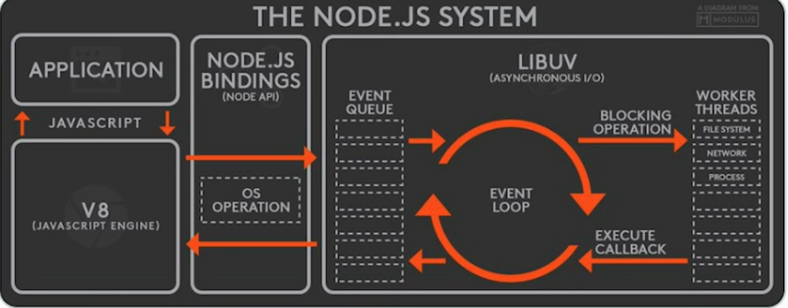 THE NODE.JS SYSTEM
A DIAGRAM FROM
MODULUS
APPLICATION
JAVASCRIPT
V8
(JAVASCRIPT ENGINE)
NODE.JS
BINDINGS
(NODE API)
OS
OPERATION
LIBUV
(ASYNCHRONOUS I/O)
EVENT
QUEUE
EVENT
LOOP
BLOCKING
OPERATION
EXECUTE
CALLBACK
WORKER
THREADS
FILE SYSTEM
NETWORK
PROCESS